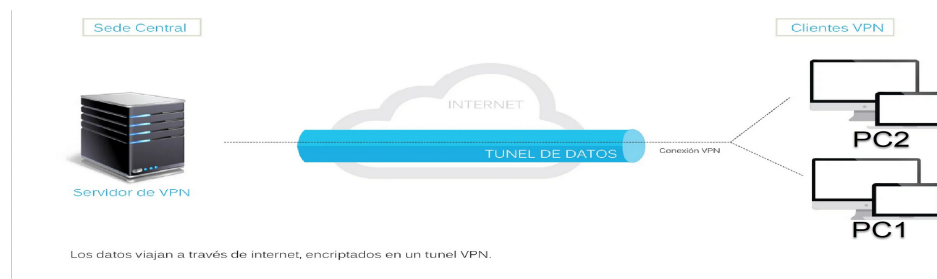 Sede Central
Clientes VPN
INTERNET
TUNEL DE DATOS
Conexión VPN
PC2
Servidor de VPN
PC1
Los datos viajan a través de internet, encriptados en un tunel VPN.